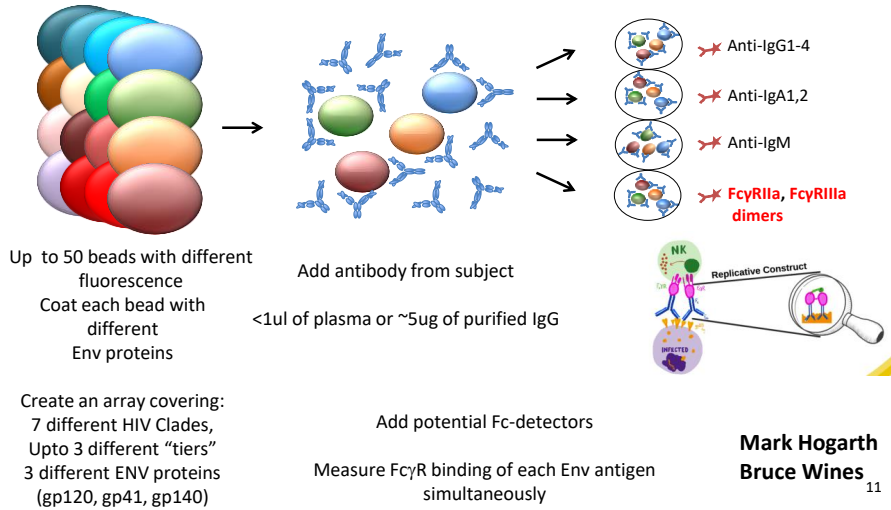 Anti-IgG1-4
Anti-IgA1,2
Anti-IgM
FcγRIIa, FcγRIIIa
dimers
Up to 50 beads with different
fluorescence
Coat each bead with
different
Env proteins
Add antibody from subject
<1ul of plasma or ~5ug of purified IgG
NK
Replicative Construct
INFECTED
Create an array covering:
7 different HIV Clades,
Upto 3 different “tiers”
3 different ENV proteins
(gp120, gp41, gp140)
Add potential Fc-detectors
Measure FcγR binding of each Env antigen
simultaneously
Mark Hogarth
Bruce Wines
11